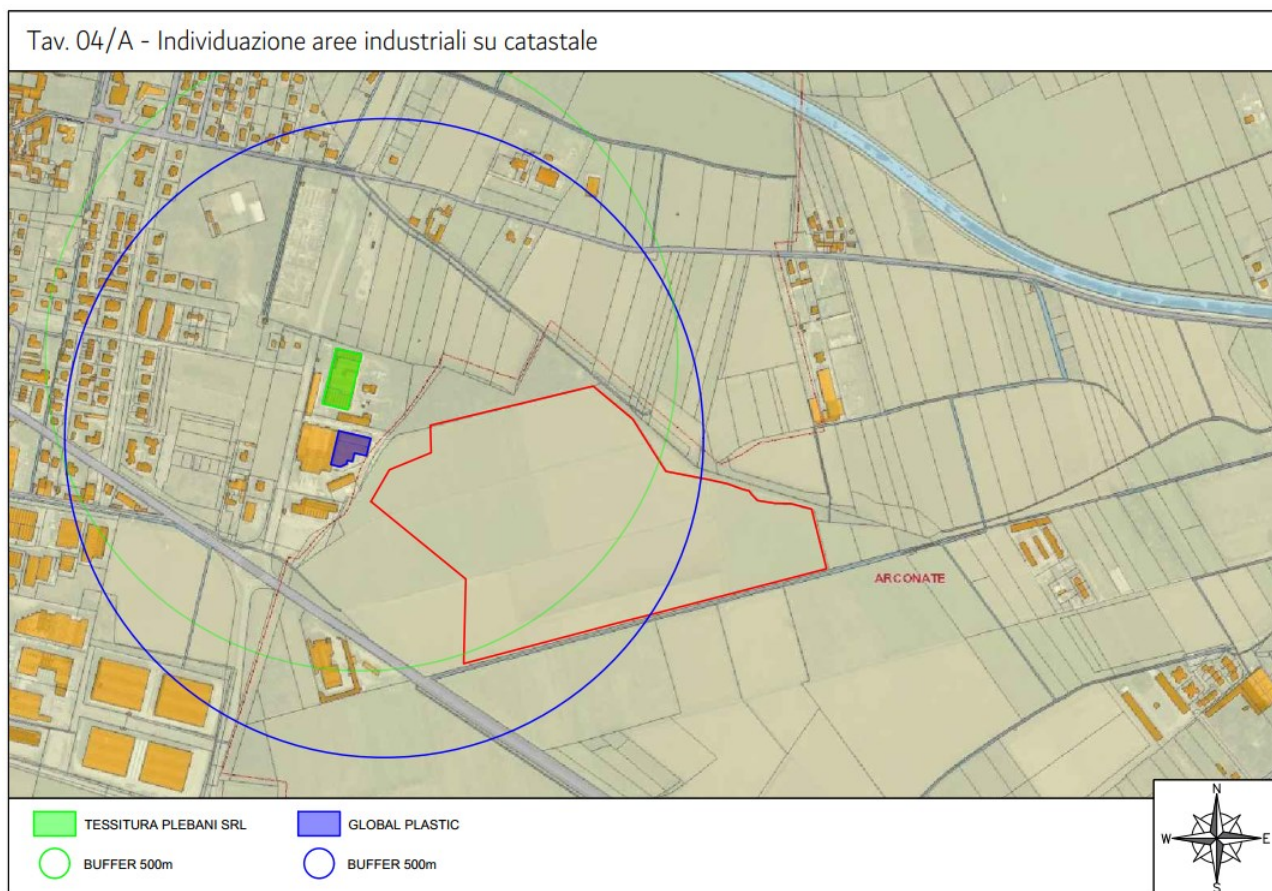 Tav. 04/A - Individuazione aree industriali su catastale
ARCONATE
TESSITURA PLEBANI SRL
GLOBAL PLASTIC
BUFFER 500m
BUFFER 500m
N
W
E
S